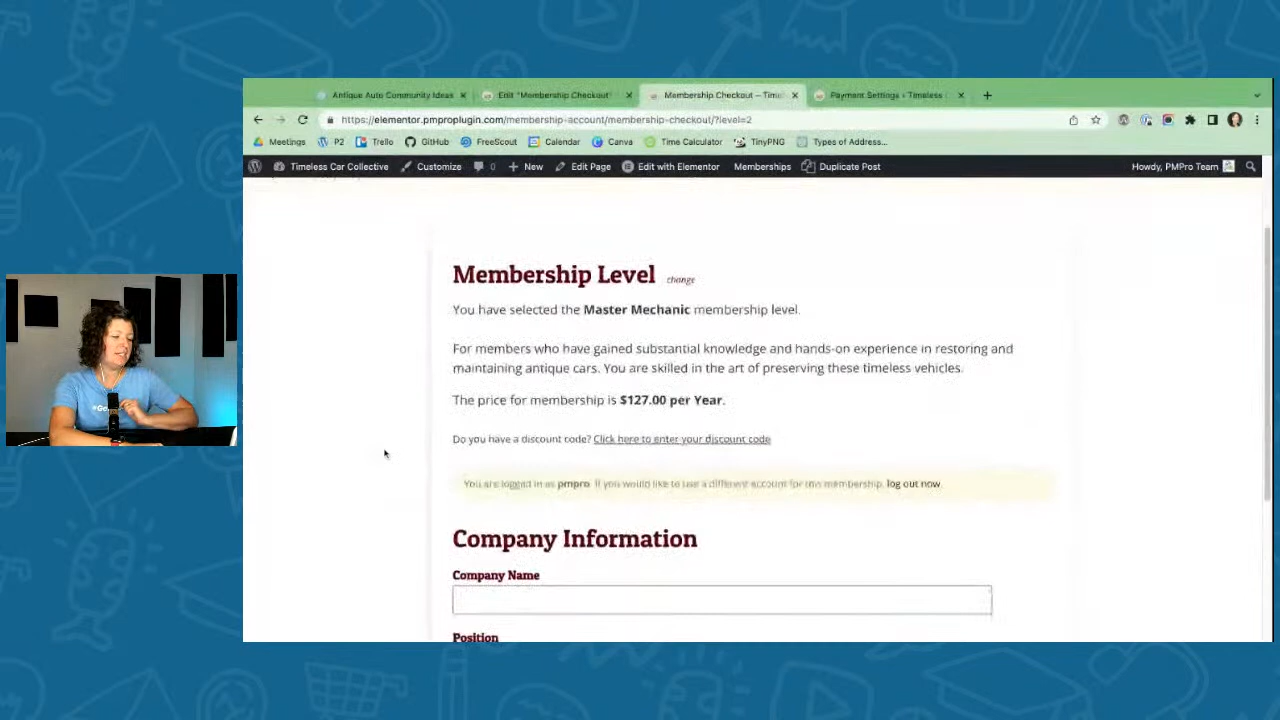 Antique Auto Community Ideas
Edit "Membership Checkout"
Membership Checkout – Time
Payment Settings ‹ Timeless
https://elementor.pmproplugin.com/membership-account/membership-checkout/?level=2
Meetings P2 Trello GitHub FreeScout Calendar Canva Time Calculator TinyPNG Types of Address...
Timeless Car Collective Customize 0 New Edit Page Edit with Elementor Memberships Duplicate Post Howdy, PMPro Team
Membership Level change
You have selected the Master Mechanic membership level.
For members who have gained substantial knowledge and hands-on experience in restoring and
maintaining antique cars. You are skilled in the art of preserving these timeless vehicles.
The price for membership is $127.00 per Year.
Do you have a discount code? Click here to enter your discount code
You are logged in as pmpro. If you would like to use a different account for this membership, log out now.
Company Information
Company Name
Position